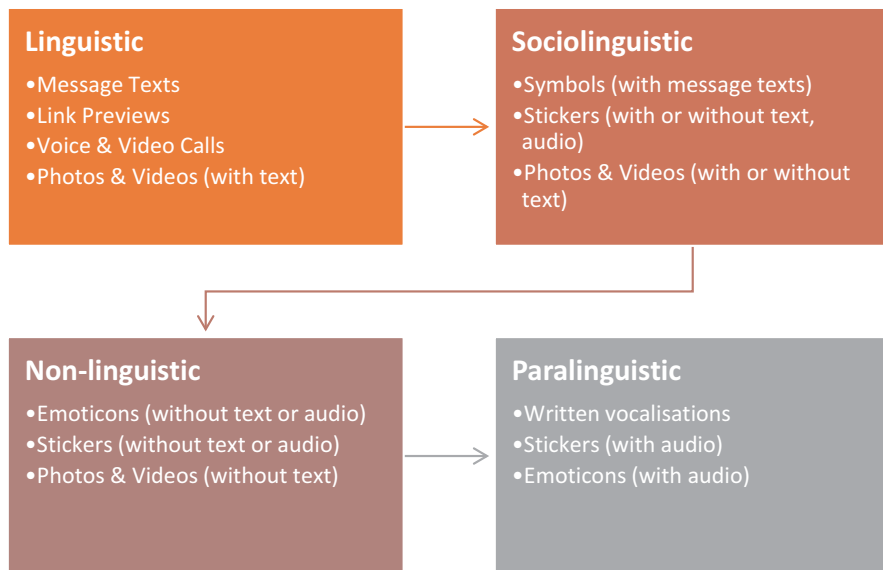 Linguistic
•Message Texts
•Link Previews
•Voice & Video Calls
•Photos & Videos (with text)
Sociolinguistic
•Symbols (with message texts)
•Stickers (with or without text,
audio)
•Photos & Videos (with or without
text)
Non-linguistic
•Emoticons (without text or audio)
•Stickers (without text or audio)
•Photos & Videos (without text)
Paralinguistic
•Written vocalisations
•Stickers (with audio)
•Emoticons (with audio)